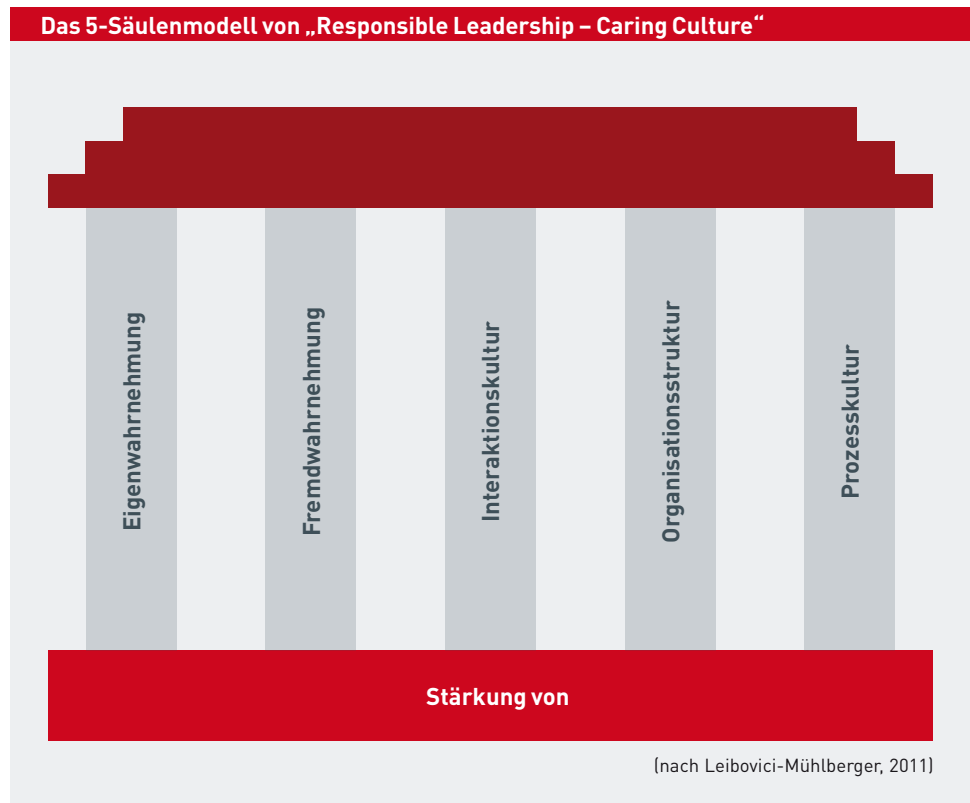 Das 5-Säulenmodell von „Responsible Leadership – Caring Culture“
Eigenwahrnehmung
Fremdwahrnehmung
Interaktionskultur
Organisationsstruktur
Prozesskultur
Stärkung von
(nach Leibovici-Mühlberger, 2011)